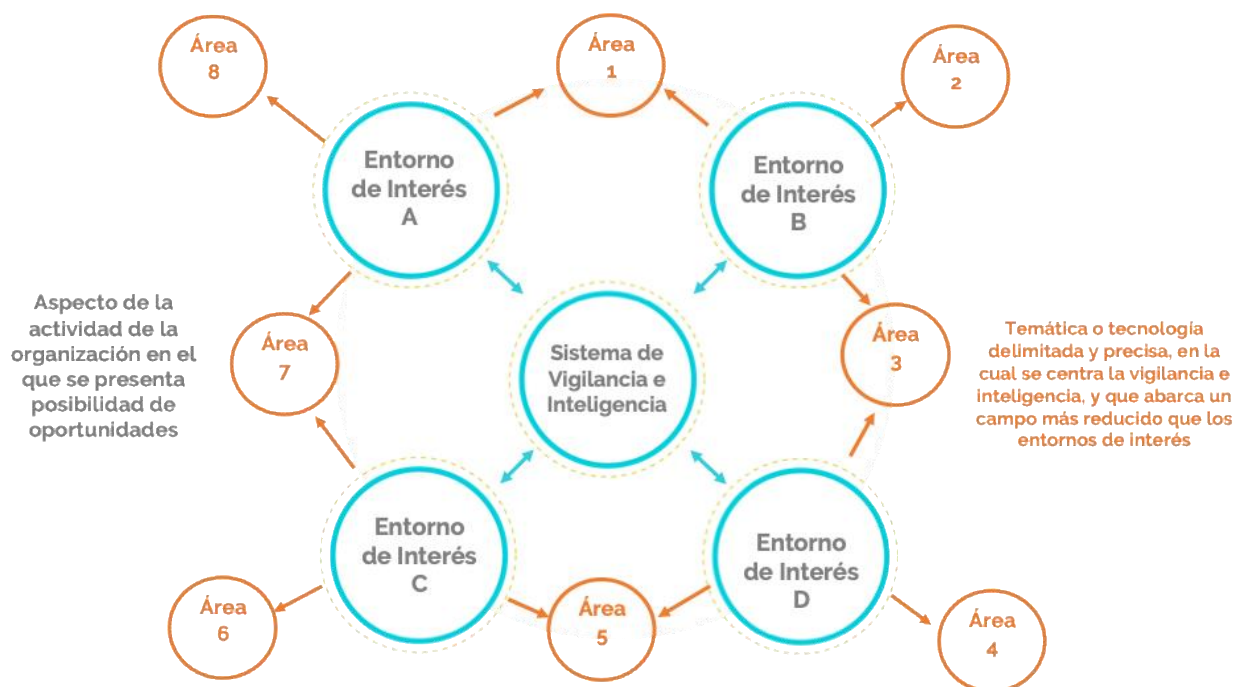 Área
8
Área
1
Área
2
Entorno
de Interés
A
Entorno
de Interés
B
Aspecto de la
actividad de la
organización en el
que se presenta
posibilidad de
oportunidades
Área
7
Sistema de
Vigilancia e
Inteligencia
Área
3
Temática o tecnología
delimitada y precisa, en la
cual se centra la vigilancia e
inteligencia, y que abarca un
campo más reducido que los
entornos de interés
Entorno
de Interés
C
Entorno
de Interés
D
Área
6
Área
5
Área
4